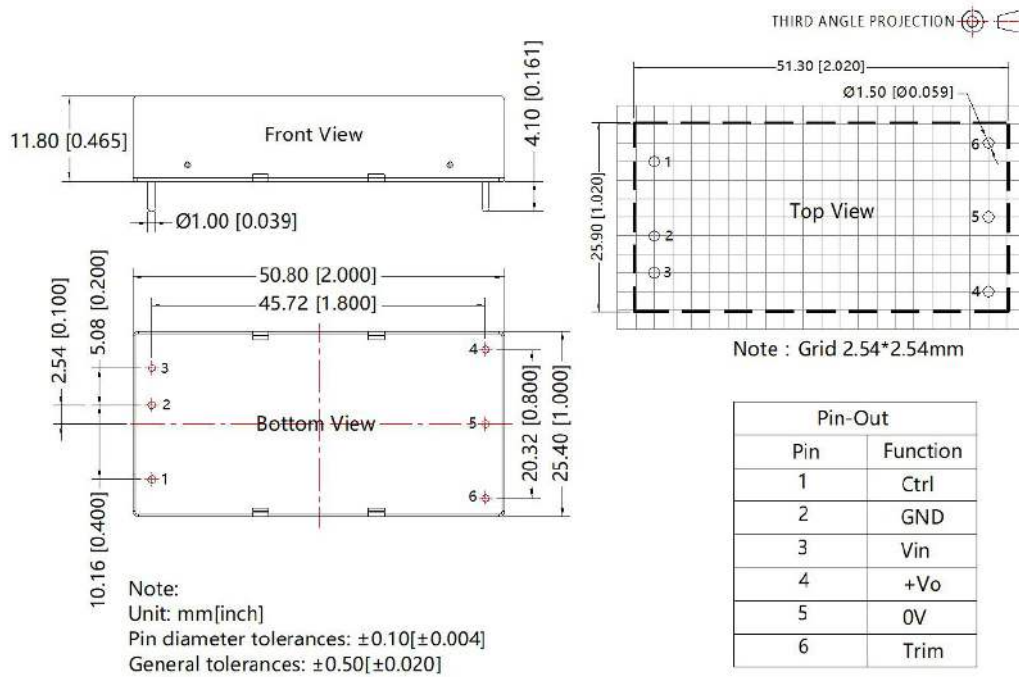 THIRD ANGLE PROJECTION
51.30 [2.020]
Ø1.50 [Ø0.059]
4.10 [0.161]
11.80 [0.465]
Front View
Ø1.00 [0.039]
25.90 [1.020]
1
2
3
6
5
4
Top View
Note : Grid 2.54*2.54mm
50.80 [2.000]
45.72 [1.800]
2.54 [0.100]
5.08 [0.200]
10.16 [0.400]
3
2
1
4
5
6
Bottom View
20.32 [0.800]
25.40 [1.000]
Pin-Out
Pin Function
1 Ctrl
2 GND
3 Vin
4 +Vo
5 0V
6 Trim
Note:
Unit: mm[inch]
Pin diameter tolerances: ±0.10[±0.004]
General tolerances: ±0.50[±0.020]